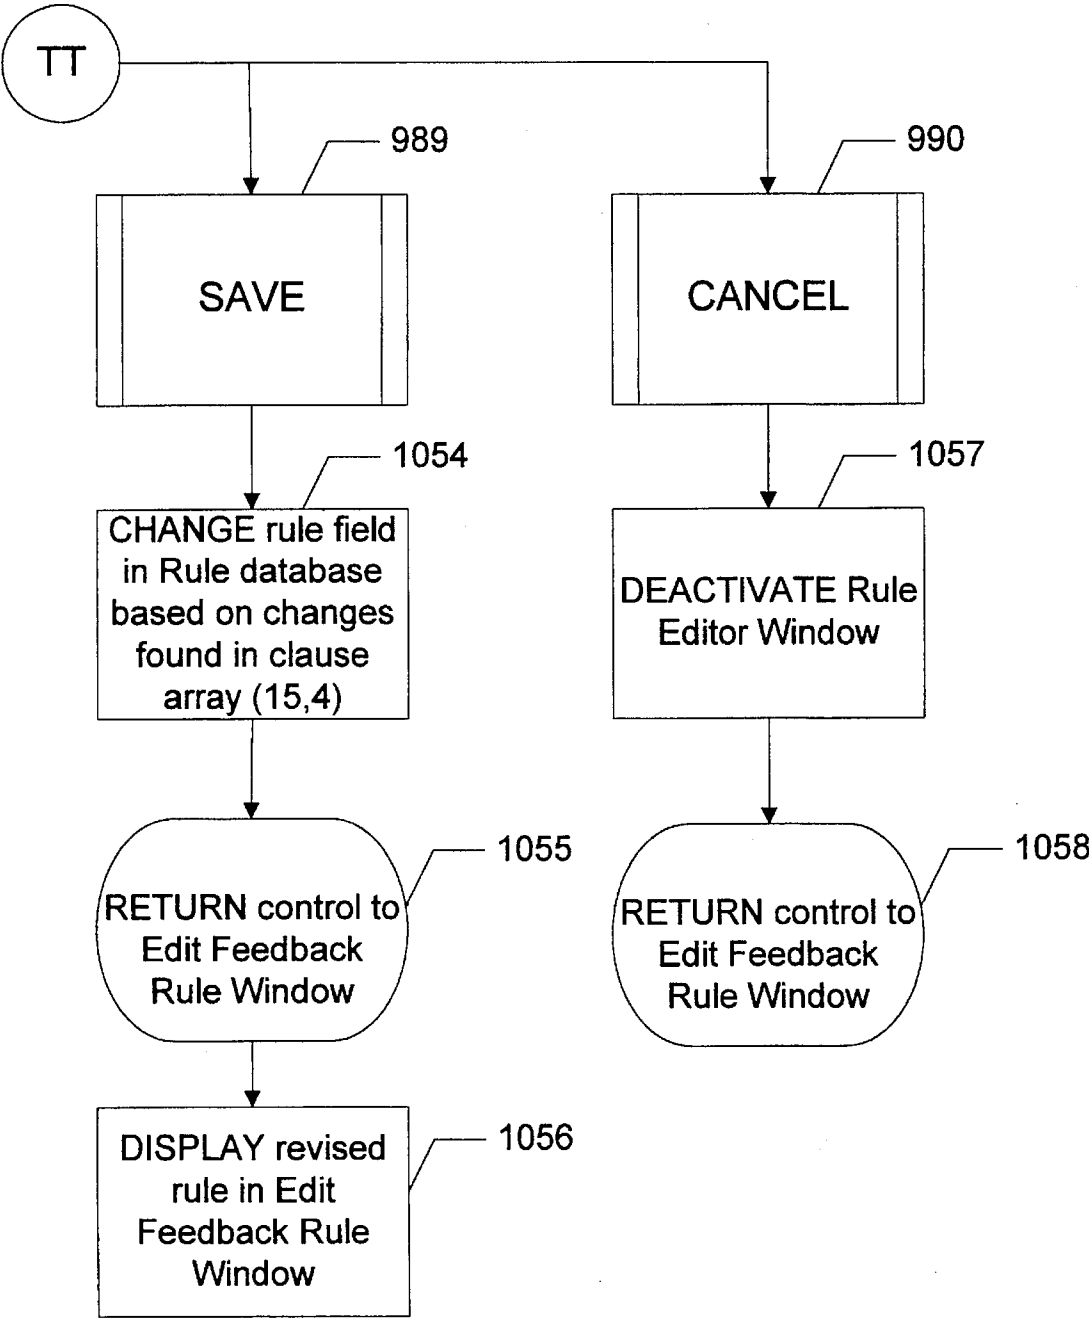 TT
989
990
SAVE
CANCEL
1054
1057
CHANGE rule field
in Rule database
based on changes
found in clause
array (15,4)
DEACTIVATE Rule
Editor Window
1055
1058
RETURN control to
Edit Feedback
Rule Window
RETURN control to
Edit Feedback
Rule Window
1056
DISPLAY revised
rule in Edit
Feedback Rule
Window